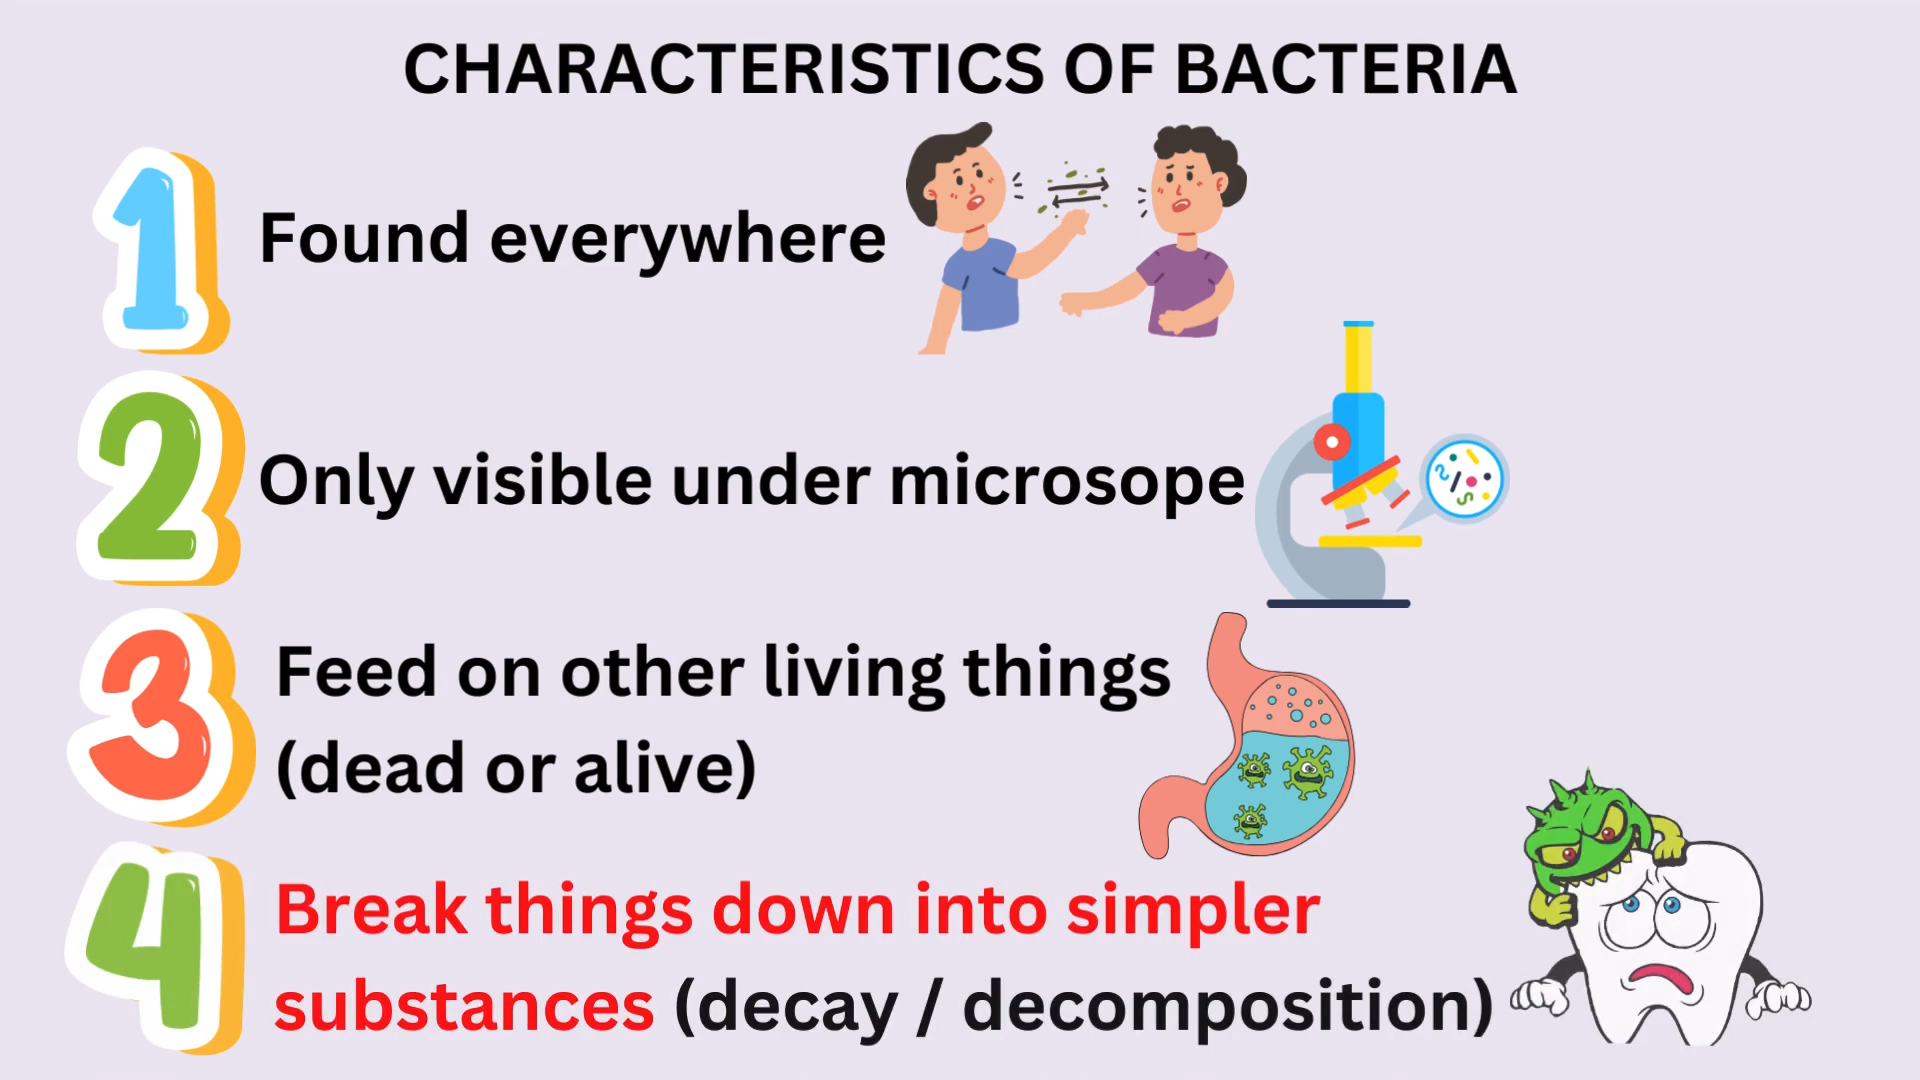 CHARACTERISTICS OF BACTERIA
1 Found everywhere
2 Only visible under microsope
3 Feed on other living things
(dead or alive)
4 Break things down into simpler
substances (decay / decomposition)